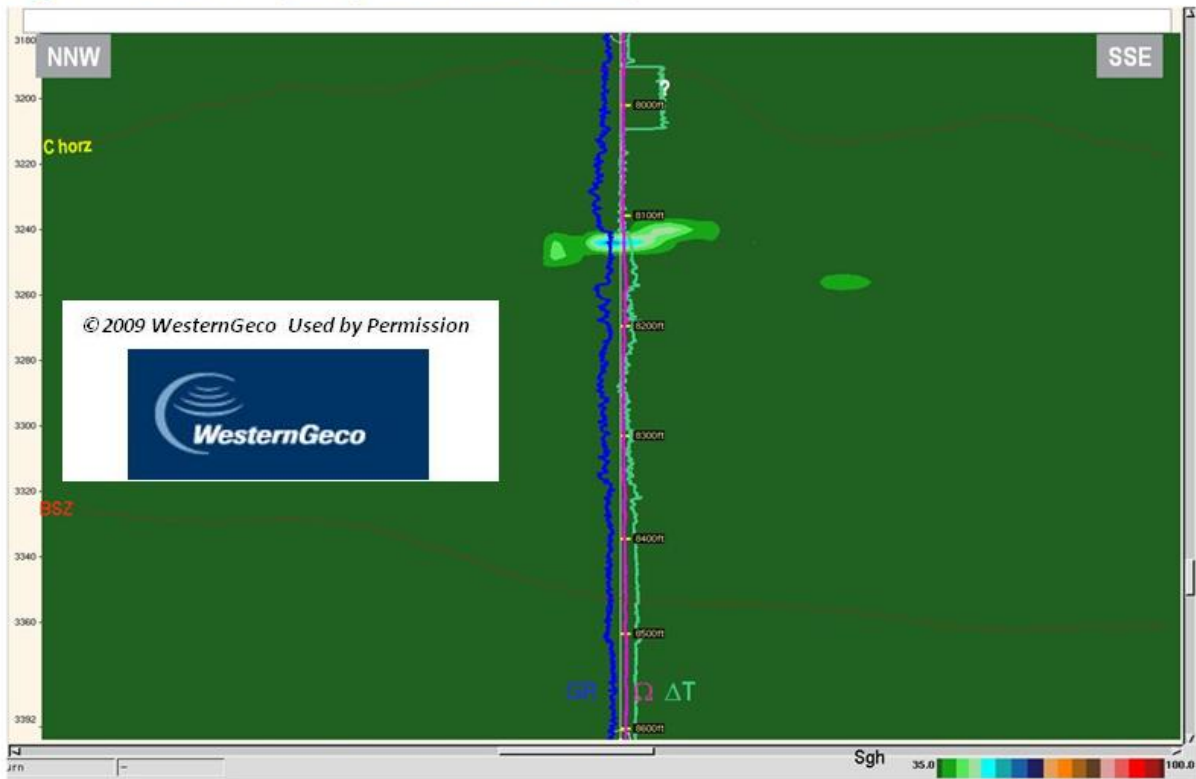 3180
NNW
SSE
3200
?
8000ft
C horz
3220
8100ft
3240
3260
8200ft
© 2009 WesternGeco Used by Permission
3280
WesternGeco
3300
8300ft
3320
BSZ
3340
8400ft
3360
8500ft
GR Ω ΔT
3392
8600ft
Sgh 35.0 100.0